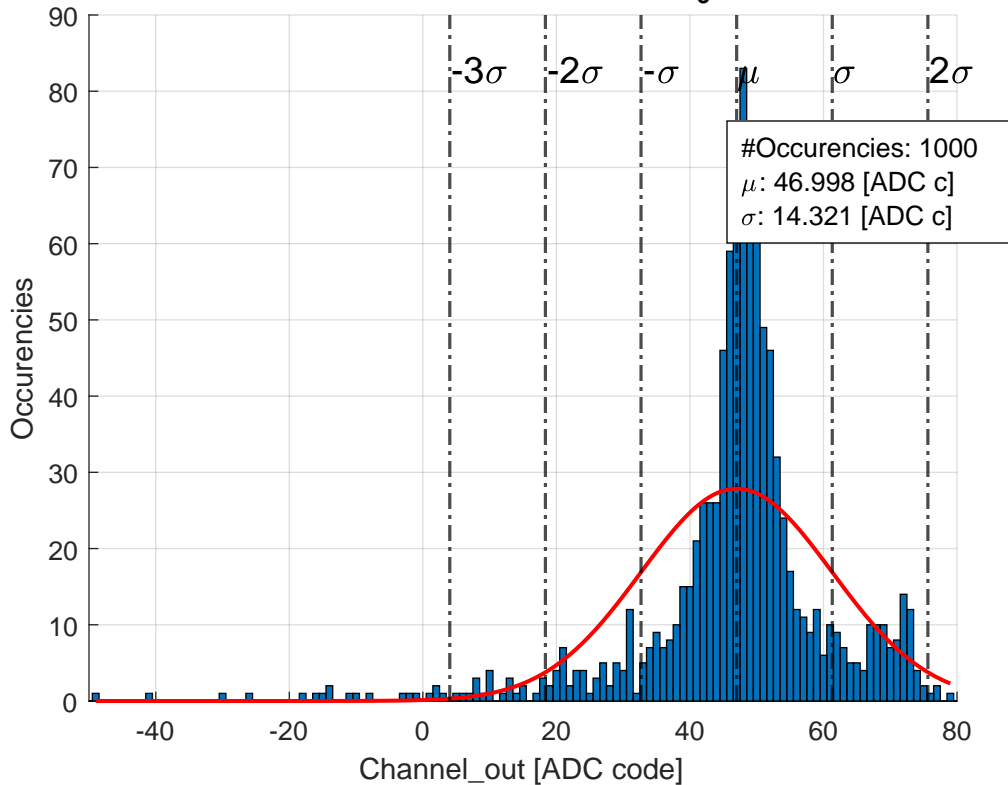 90
80
70
60
50
40
30
20
10
0
-3σ -2σ -σ μ σ 2σ
#Occurencies: 1000
μ: 46.998 [ADC c]
σ: 14.321 [ADC c]
Occurencies
-40 -20 0 20 40 60 80
Channel_out [ADC code]